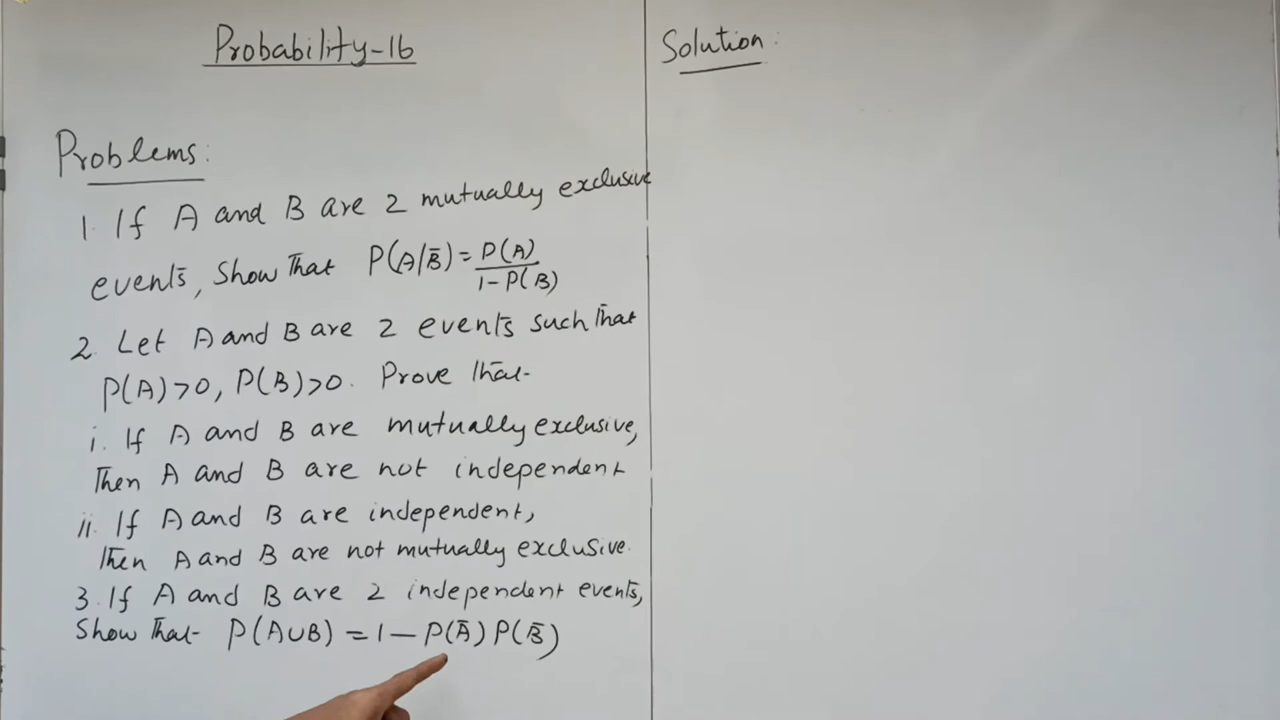 Probability-16
Problems:
1. If A and B are 2 mutually exclusive
events, Show that P(A/B̄) = P(A)/1-P(B)
2. Let A and B are 2 events such that
P(A)>0, P(B)>0. Prove that-
i. If A and B are mutually exclusive,
Then A and B are not independent
ii. If A and B are independent,
Then A and B are not mutually exclusive.
3. If A and B are 2 independent events,
Show that- P(A∪B) = 1 - P(Ā) P(B̄)
Solution: